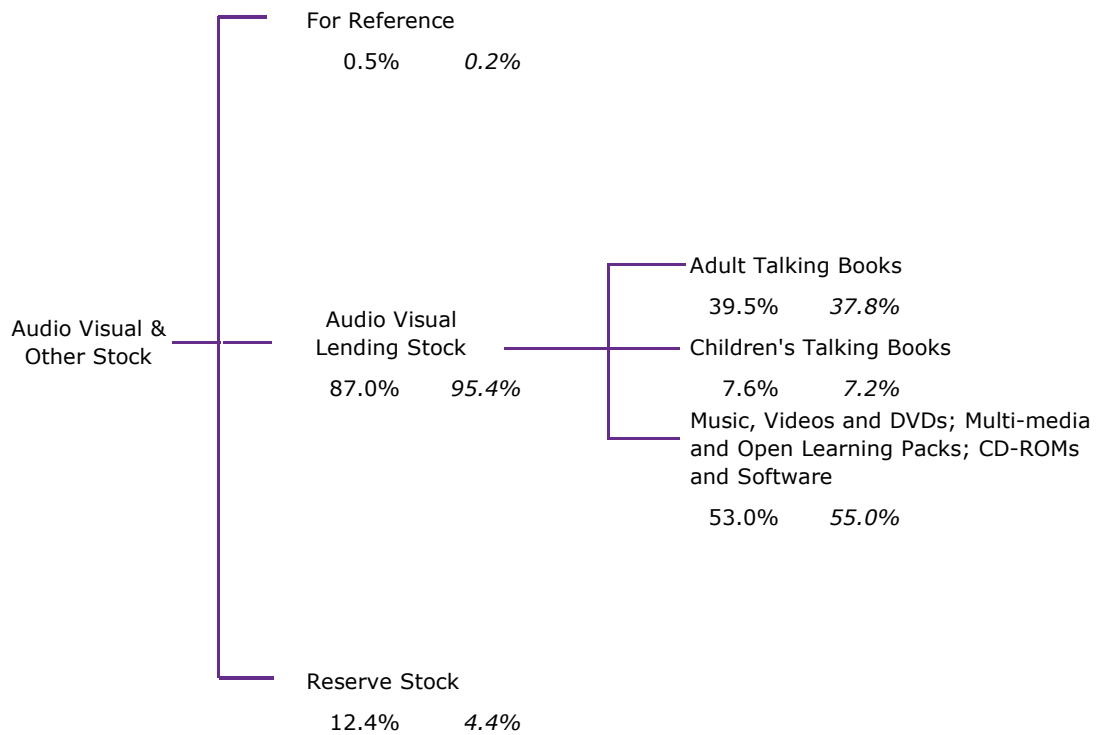 For Reference
0.5% 0.2%
Audio Visual &
Other Stock
Audio Visual
Lending Stock
87.0% 95.4%
Adult Talking Books
39.5% 37.8%
Children's Talking Books
7.6% 7.2%
Music, Videos and DVDs; Multi-media
and Open Learning Packs; CD-ROMs
and Software
53.0% 55.0%
Reserve Stock
12.4% 4.4%